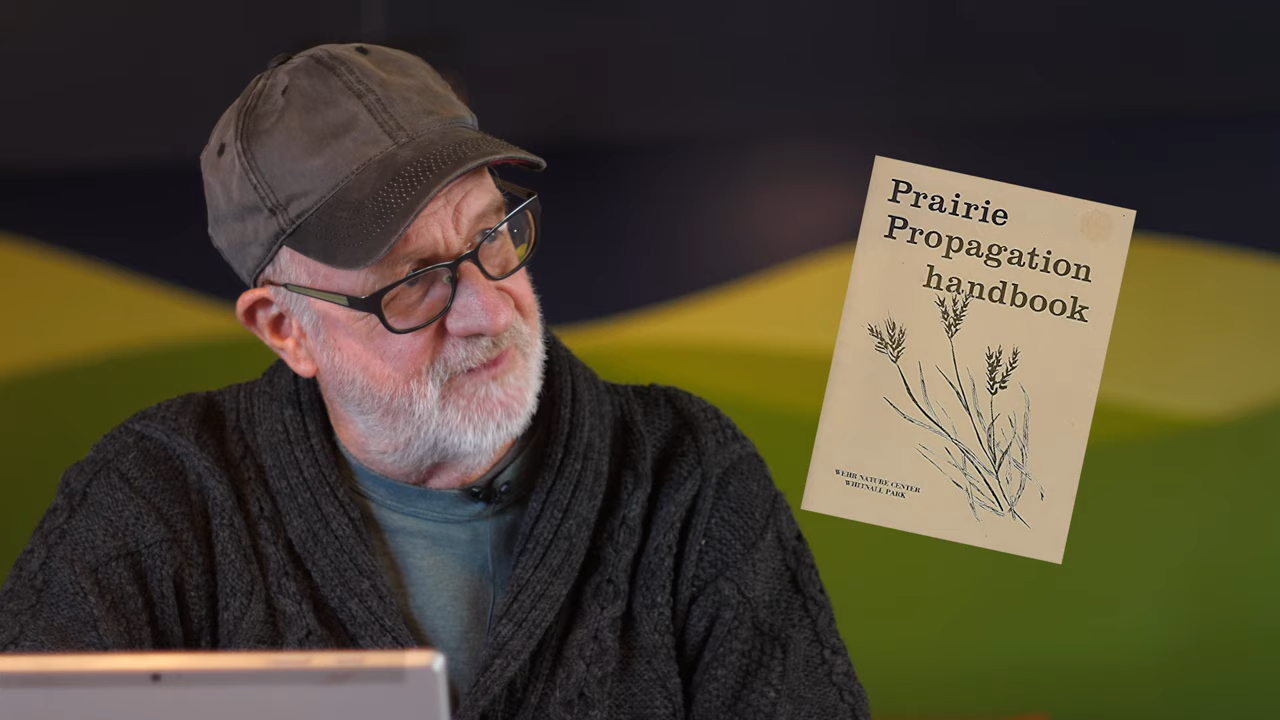 Prairie
Propagation
handbook
WEHR NATURE CENTER
WHITNALL PARK